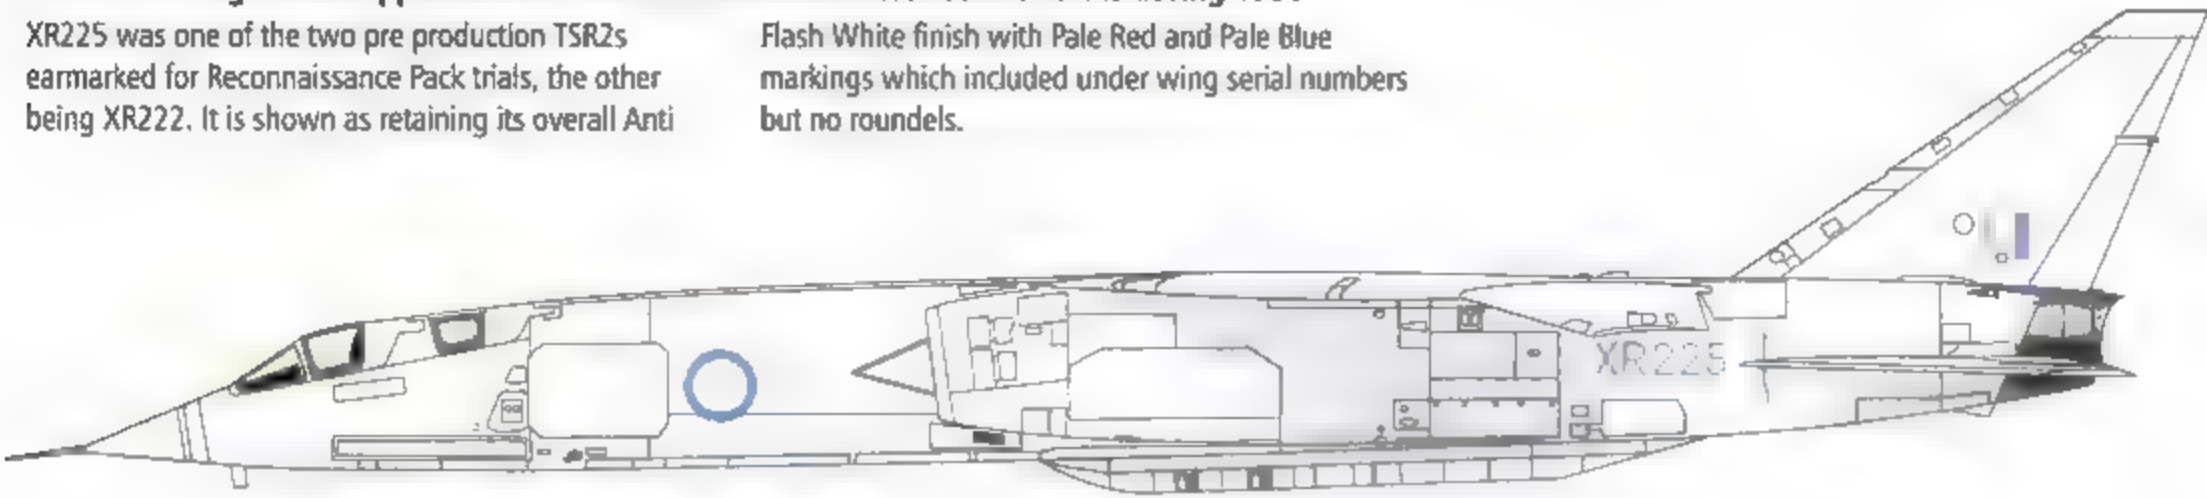 XR225 was one of the two pre production TSR2s
earmarked for Reconnaissance Pack trials, the other
being XR222. It is shown as retaining its overall Anti
Flash White finish with Pale Red and Pale Blue
markings which included under wing serial numbers
but no roundels.
XR225